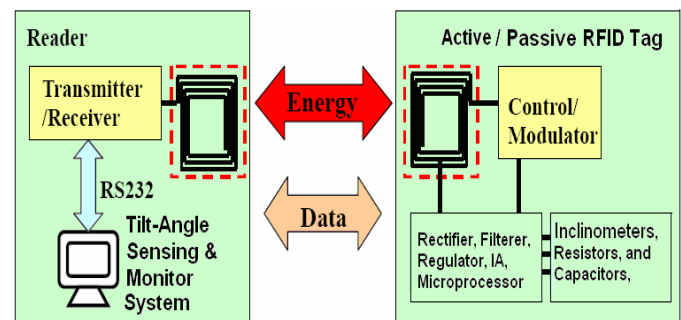 Reader
Transmitter
/Receiver
RS232
Tilt-Angle
Sensing &
Monitor
System
Energy
Data
Active / Passive RFID Tag
Control/
Modulator
Rectifier, Filterer,
Regulator, IA,
Microprocessor
Inclinometers,
Resistors, and
Capacitors,